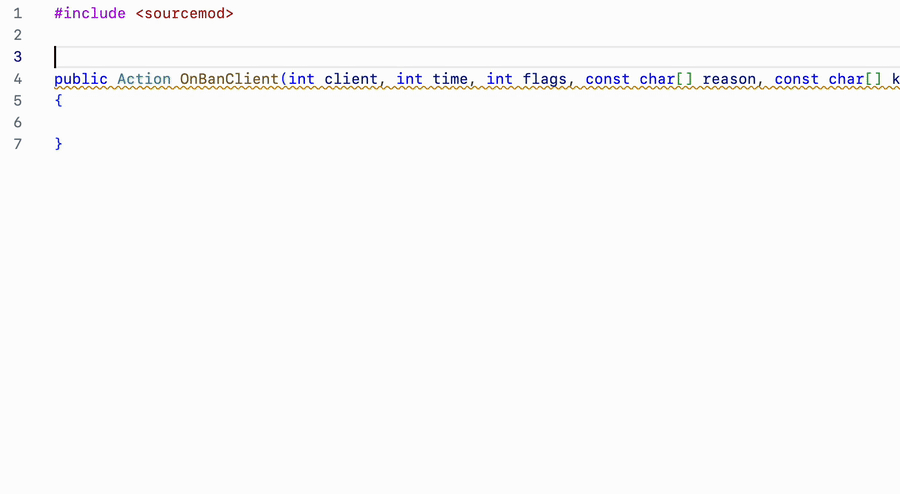 1 #include <sourcemod>
2
3
4 public Action OnBanClient(int client, int time, int flags, const char[] reason, const char[] k
5 {
6
7 }